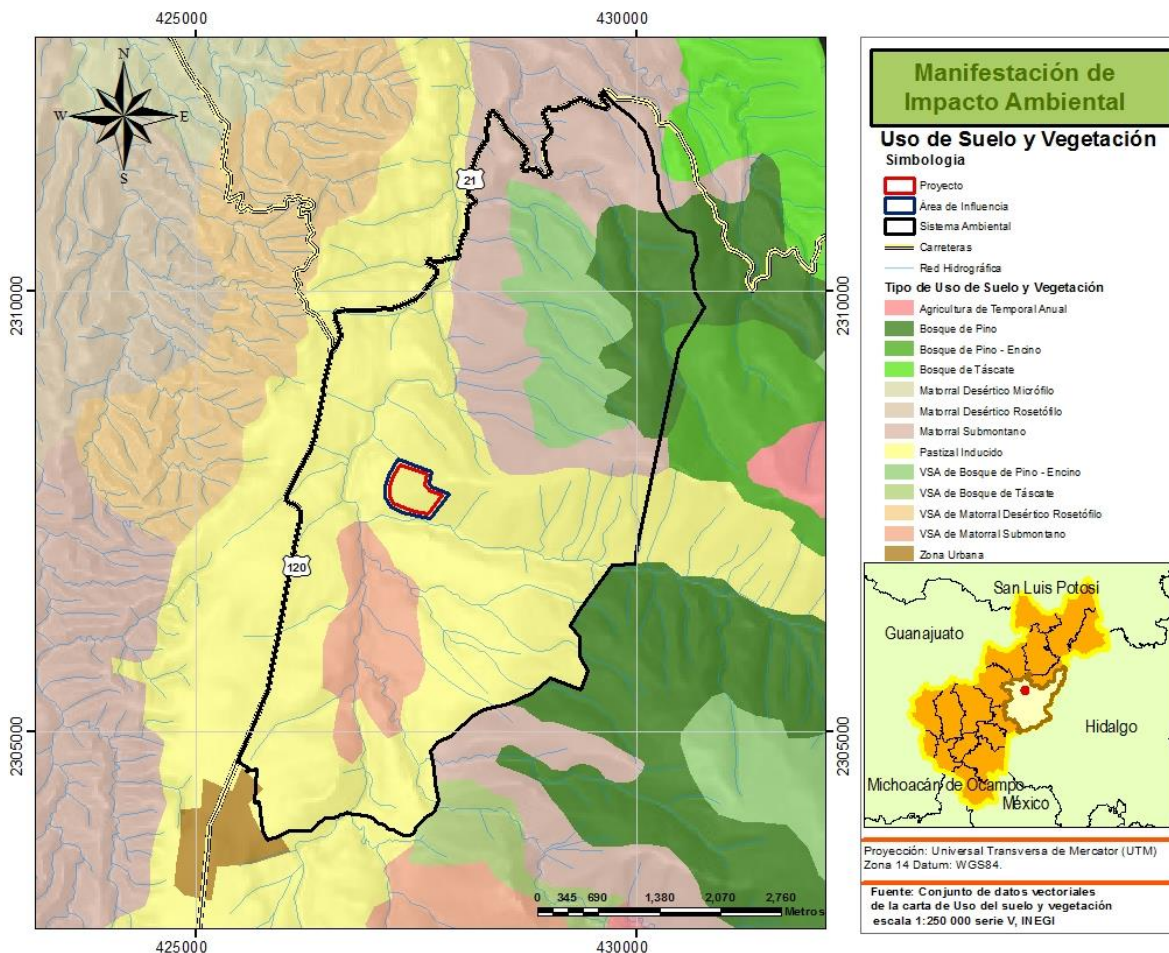 425000
430000
N
W
E
S
21
120
2310000
2310000
2305000
2305000
0 345 690 1,380 2,070 2,760
Metros
425000
430000
Manifestación de
Impacto Ambiental
Uso de Suelo y Vegetación
Simbologia
Proyecto
Área de Influencia
Sistema Ambiental
Carreteras
Red Hidrográfica
Tipo de Uso de Suelo y Vegetación
Agricultura de Temporal Anual
Bosque de Pino
Bosque de Pino - Encino
Bosque de Táscate
Matorral Desértico Micrófilo
Matorral Desértico Rosetófilo
Matorral Submontano
Pastizal Inducido
VSA de Bosque de Pino - Encino
VSA de Bosque de Táscate
VSA de Matorral Desértico Rosetófilo
VSA de Matorral Submontano
Zona Urbana
San Luis Potosí
Guanajuato
Hidalgo
Michoacán de Ocampo
México
Proyección: Universal Transversa de Mercator (UTM)
Zona 14 Datum: WGS84.
Fuente: Conjunto de datos vectoriales
de la carta de Uso del suelo y vegetación
escala 1:250 000 serie V, INEGI